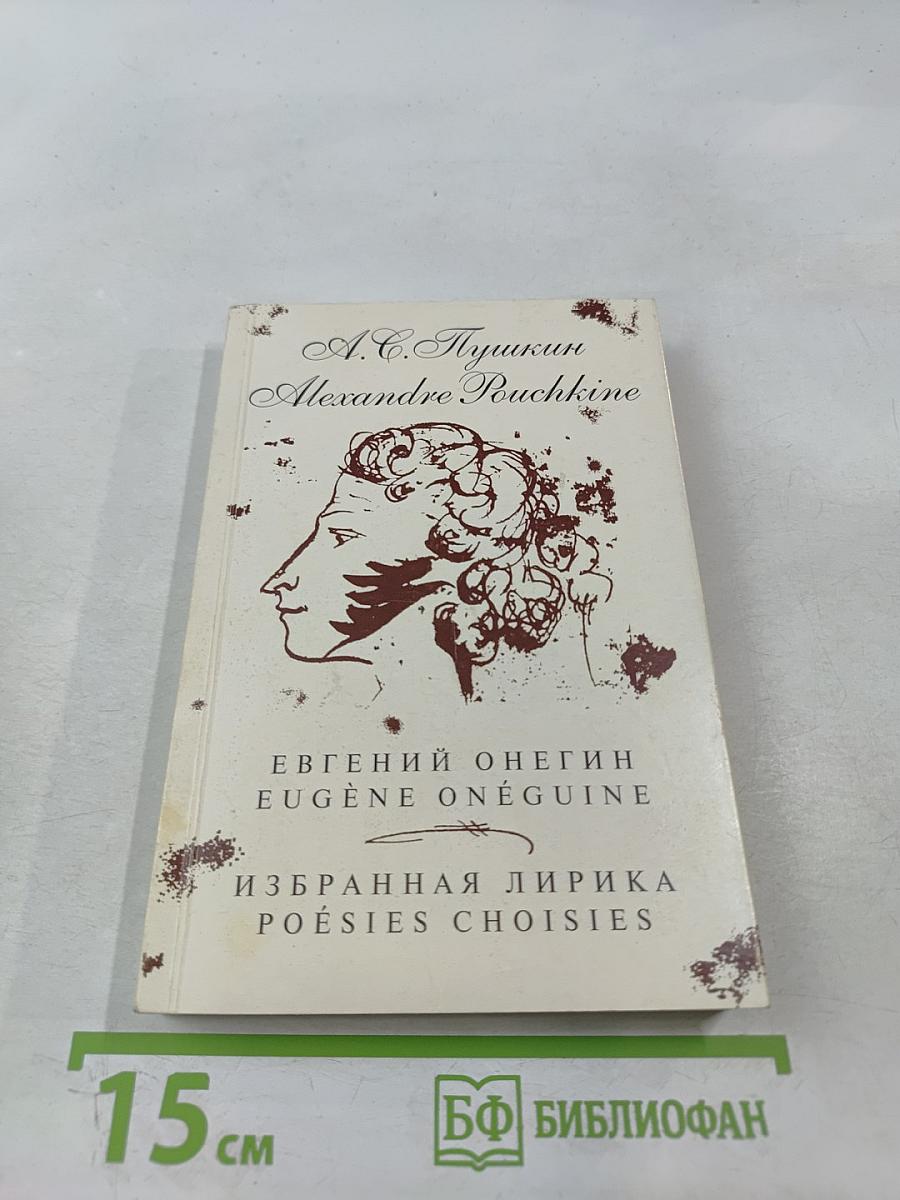 А.С. Пушкин
Alexandre Pouchkine
ЕВГЕНИЙ ОНЕГИН
EUGÈNE ONÉGUINE
ИЗБРАННАЯ ЛИРИКА
POÉSIES CHOISIES
15 см
БФ БИБЛИОФАН